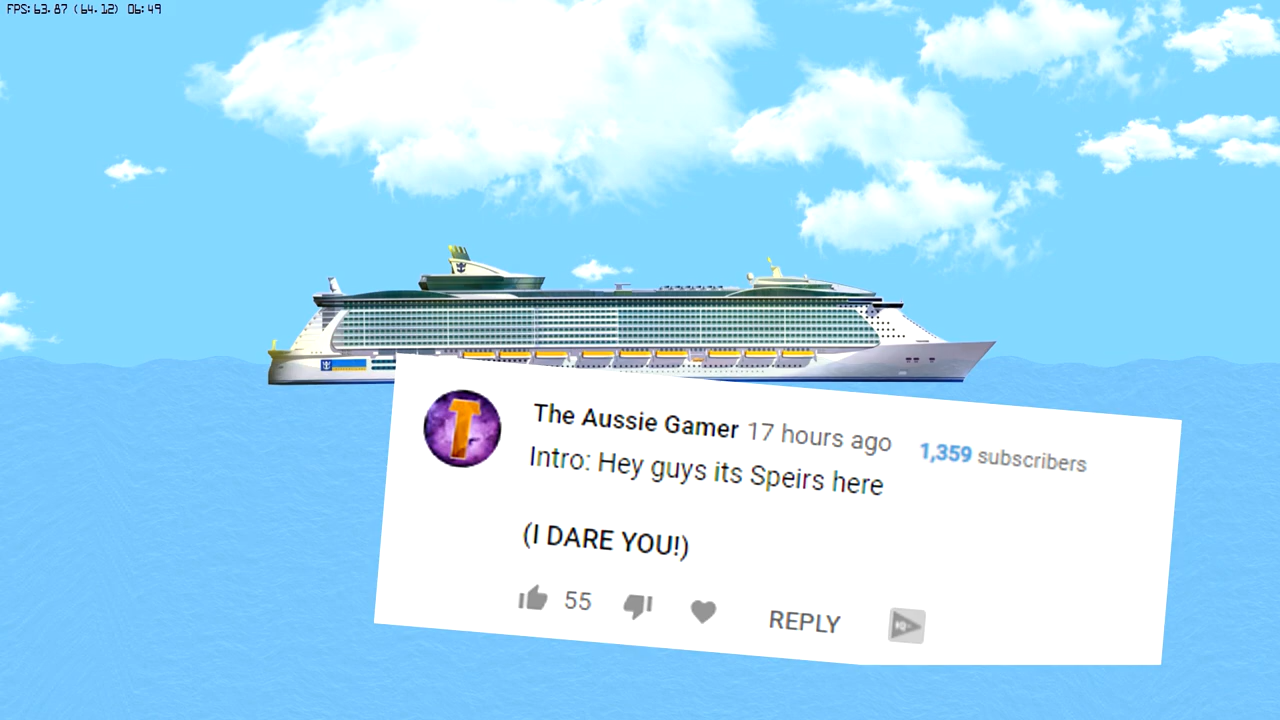 FPS: 63.87 (64.12) 06:49
The Aussie Gamer 17 hours ago 1,359 subscribers
Intro: Hey guys its Speirs here
(I DARE YOU!)
55 REPLY